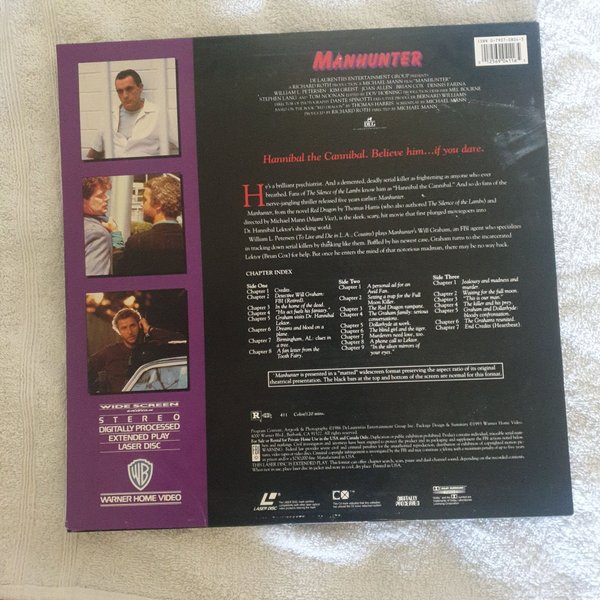 MANHUNTER
DE LAURENTIIS ENTERTAINMENT GROUP PRESENTS
A RICHARD ROTH PRODUCTION A MICHAEL MANN FILM "MANHUNTER"
WILLIAM L. PETERSEN / KIM GREIST / JOAN ALLEN / BRIAN COX / DENNIS FARINA
STEPHEN LANG AND TOM NOONAN EDITED BY DOV HOENIG
DIRECTOR OF PHOTOGRAPHY DANTE SPINOTTI EXECUTIVE PRODUCER BERNARD WILLIAMS
BASED ON THE BOOK "RED DRAGON" BY THOMAS HARRIS SCREENPLAY BY MICHAEL MANN
PRODUCED BY RICHARD ROTH DIRECTED BY MICHAEL MANN
DEG
Hannibal the Cannibal. Believe him...if you dare.
He's a brilliant psychiatrist. And a demented, deadly serial killer as frightening as anyone who ever
breathed. Fans of The Silence of the Lambs know him as "Hannibal the Cannibal." And so do fans of the
nerve-jangling thriller released five years earlier: Manhunter.
Manhunter, from the novel Red Dragon by Thomas Harris (who also authored The Silence of the Lambs) and
directed by Michael Mann (Miami Vice), is the sleek, scary, hit movie that first plunged moviegoers into
Dr. Hannibal Lektor's shocking world.
William L. Petersen (To Live and Die in L.A., Cousins) plays Manhunter's Will Graham, an FBI agent who specializes
in tracking down serial killers by thinking like them. Baffled by his newest case, Graham turns to the incarcerated
Lektor (Brian Cox) for help. But once he enters the mind of that notorious madman, there may be no way back.
CHAPTER INDEX
Side One
Chapter 1 Credits.
Chapter 2 Detective Will Graham:
FBI (Retired).
Chapter 3 In the home of the dead.
Chapter 4 "His act fuels his fantasy."
Chapter 5 Graham visits Dr. Hannibal
Lektor.
Chapter 6 Dreams and blood on a
plane.
Chapter 7 Birmingham, AL: clues in
a tree.
Chapter 8 A fan letter from the
Tooth Fairy.
Side Two
Chapter 1 A personal ad for an
Avid Fan.
Chapter 2 Setting a trap for the Full
Moon Killer.
Chapter 3 The Red Dragon rampant.
Chapter 4 The Graham family: serious
conversations.
Chapter 5 Dollarhyde at work.
Chapter 6 The blind girl and the tiger.
Chapter 7 Murderers need love, too.
Chapter 8 A phone call to Lektor.
Chapter 9 "In the silver mirrors of
your eyes."
Side Three
Chapter 1 Jealousy and madness and
murder.
Chapter 2 Waiting for the full moon.
Chapter 3 "This is our man."
Chapter 4 The killer and his prey.
Chapter 5 Graham and Dollarhyde:
bloody confrontation.
Chapter 6 The Grahams reunited.
Chapter 7 End Credits (Heartbeat).
Manhunter is presented in a "matted" widescreen format preserving the aspect ratio of its original
theatrical presentation. The black bars at the top and bottom of the screen are normal for this format.
R
411
Color/120 mins.
WIDE SCREEN
EDITION
STEREO
DIGITALLY PROCESSED
EXTENDED PLAY
LASER DISC
WB
WARNER HOME VIDEO
LASER DISC
CX
DIGITALLY